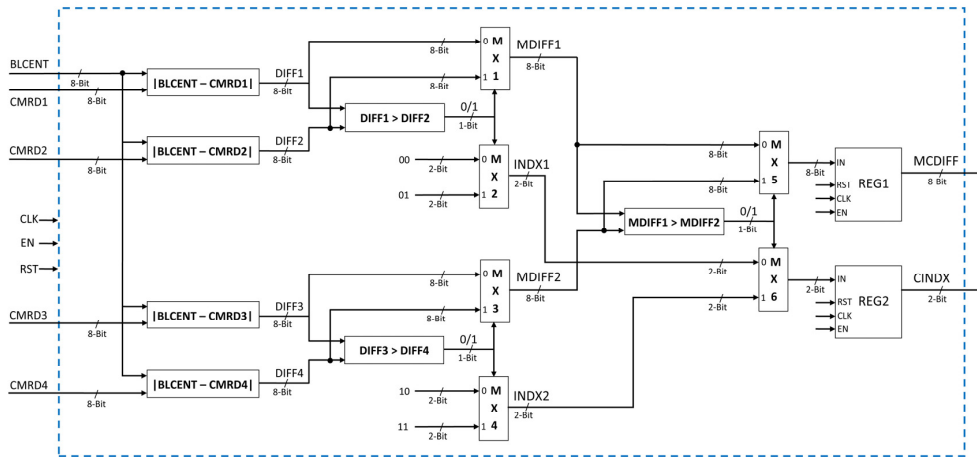 BLCENT
8-Bit
CMRD1
8-Bit
|BLCENT – CMRD1|
DIFF1
8-Bit
8-Bit
0 M
X
1 1
8-Bit
MDIFF1
8-Bit
DIFF1 > DIFF2
0/1
1-Bit
CMRD2
8-Bit
|BLCENT – CMRD2|
DIFF2
8-Bit
00
2-Bit
0 M
X
1 2
01
2-Bit
INDX1
2-Bit
8-Bit
0 M
X
1 5
8-Bit
8-Bit
IN
RST
CLK
EN
REG1
MCDIFF
8-Bit
MDIFF1 > MDIFF2
0/1
1-Bit
CLK
EN
RST
2-Bit
0 M
X
1 6
2-Bit
2-Bit
IN
RST
CLK
EN
REG2
CINDX
2-Bit
CMRD3
8-Bit
|BLCENT – CMRD3|
DIFF3
8-Bit
8-Bit
0 M
X
1 3
8-Bit
MDIFF2
8-Bit
DIFF3 > DIFF4
0/1
1-Bit
CMRD4
8-Bit
|BLCENT – CMRD4|
DIFF4
8-Bit
10
2-Bit
0 M
X
1 4
11
2-Bit
INDX2
2-Bit